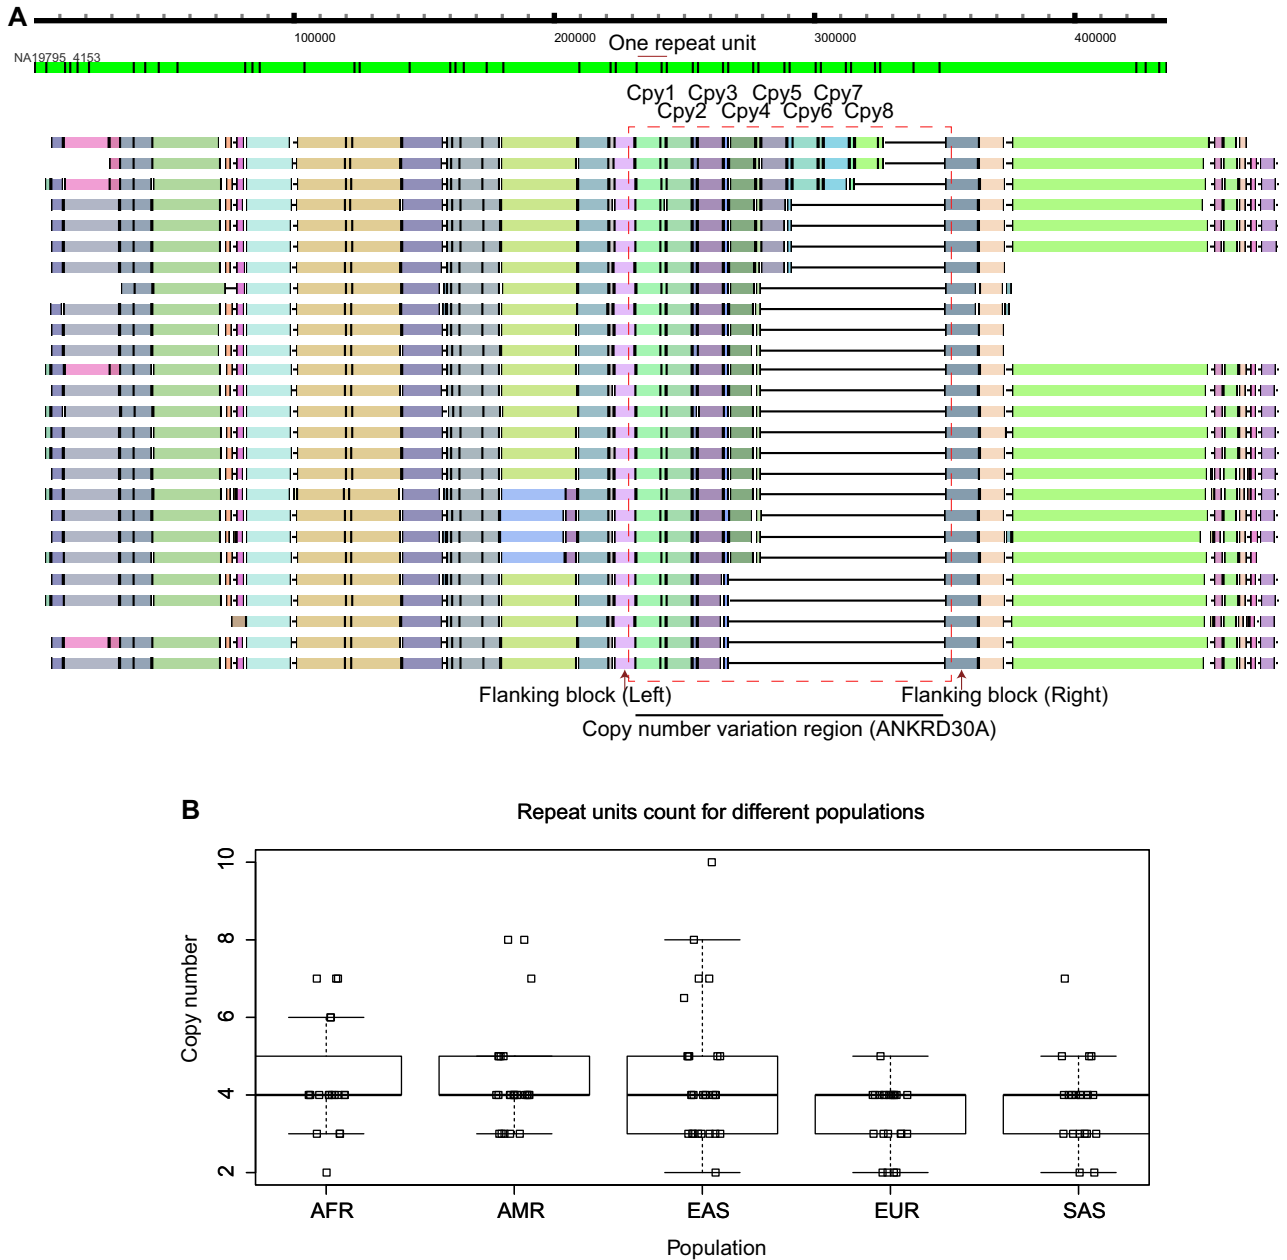 A
100000 200000 300000 400000
One repeat unit
NA19795_4153
Cpy1 Cpy3 Cpy5 Cpy7
Cpy2 Cpy4 Cpy6 Cpy8
Flanking block (Left) Flanking block (Right)
Copy number variation region (ANKRD30A)
B Repeat units count for different populations
10
8
6
4
2
Copy number
AFR AMR EAS EUR SAS
Population